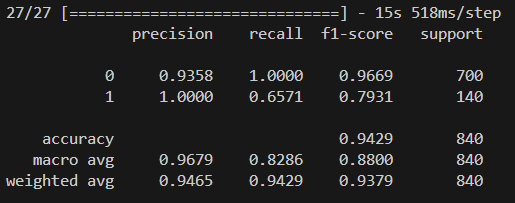 27/27 [==============================] - 15s 518ms/step
precision recall f1-score support
0 0.9358 1.0000 0.9669 700
1 1.0000 0.6571 0.7931 140
accuracy 0.9429 840
macro avg 0.9679 0.8286 0.8800 840
weighted avg 0.9465 0.9429 0.9379 840